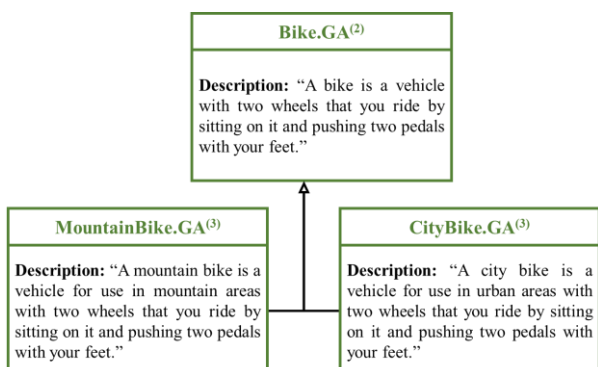 Bike.GA(2)
Description: “A bike is a vehicle
with two wheels that you ride by
sitting on it and pushing two pedals
with your feet.”
MountainBike.GA(3)
Description: “A mountain bike is a
vehicle for use in mountain areas
with two wheels that you ride by
sitting on it and pushing two pedals
with your feet.”
CityBike.GA(3)
Description: “A city bike is a
vehicle for use in urban areas with
two wheels that you ride by sitting
on it and pushing two pedals with
your feet.”